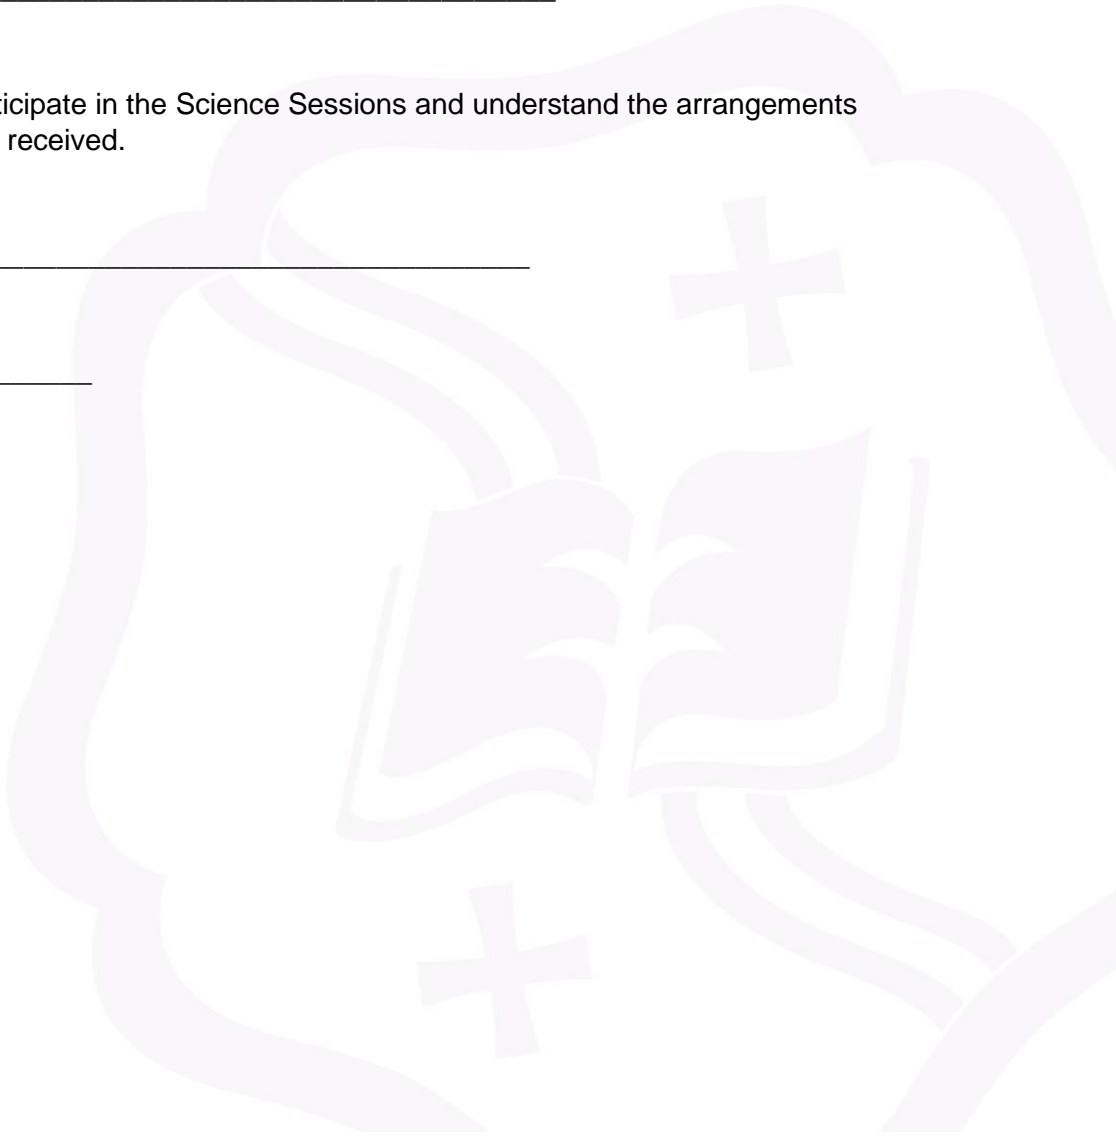 ticipate in the Science Sessions and understand the arrangements
received.